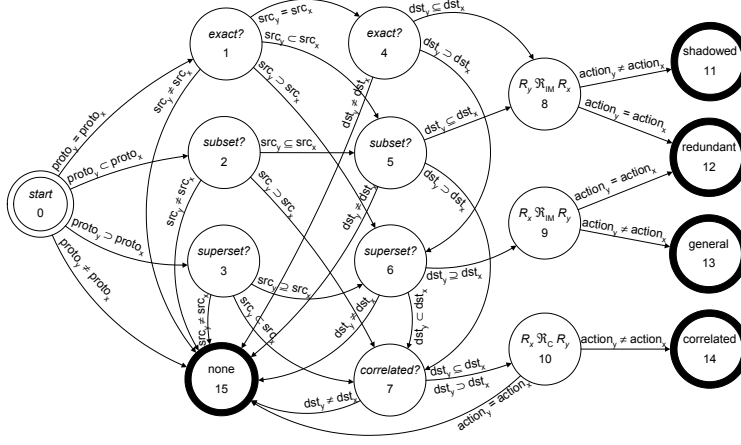 start
0
exact?
1
subset?
2
superset?
3
exact?
4
subset?
5
superset?
6
correlated?
7
R_y ℜ_IM R_x
8
R_x ℜ_IM R_y
9
R_x ℜ_C R_y
10
shadowed
11
redundant
12
general
13
correlated
14
none
15
proto_y = proto_x
proto_y ⊂ proto_x
proto_y ⊃ proto_x
proto_y ≠ proto_x
src_y = src_x
src_y ⊂ src_x
src_y ⊃ src_x
src_y ≠ src_x
src_y ⊆ src_x
src_y ⊃ src_x
src_y ≠ src_x
src_y ⊇ src_x
src_y ⊂ src_x
src_y ≠ src_x
dst_y ⊆ dst_x
dst_y ⊃ dst_x
dst_y ≠ dst_x
dst_y ⊆ dst_x
dst_y ⊃ dst_x
dst_y ≠ dst_x
dst_y ⊇ dst_x
dst_y ⊂ dst_x
dst_y ≠ dst_x
dst_y ⊆ dst_x
dst_y ⊃ dst_x
dst_y ≠ dst_x
action_y ≠ action_x
action_y = action_x
action_y = action_x
action_y ≠ action_x
action_y ≠ action_x
action_y = action_x